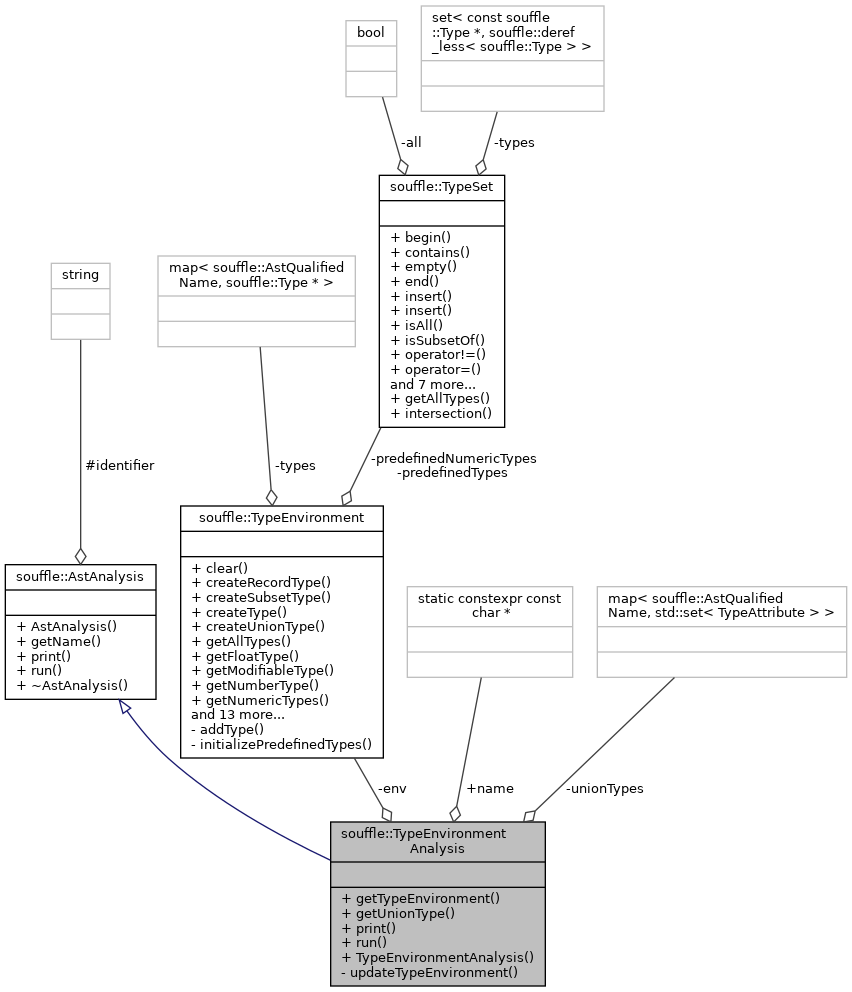 bool
set< const souffle
::Type *, souffle::deref
_less< souffle::Type > >
-all
-types
souffle::TypeSet
+ begin()
+ contains()
+ empty()
+ end()
+ insert()
+ insert()
+ isAll()
+ isSubsetOf()
+ operator!=()
+ operator=()
and 7 more...
+ getAllTypes()
+ intersection()
string
map< souffle::AstQualified
Name, souffle::Type * >
#identifier
-types
-predefinedNumericTypes
-predefinedTypes
souffle::TypeEnvironment
+ clear()
+ createRecordType()
+ createSubsetType()
+ createType()
+ createUnionType()
+ getAllTypes()
+ getFloatType()
+ getModifiableType()
+ getNumberType()
+ getNumericTypes()
and 13 more...
- addType()
- initializePredefinedTypes()
souffle::AstAnalysis
+ AstAnalysis()
+ getName()
+ print()
+ run()
+ ~AstAnalysis()
static constexpr const
char *
map< souffle::AstQualified
Name, std::set< TypeAttribute > >
-env
+name
-unionTypes
souffle::TypeEnvironment
Analysis
+ getTypeEnvironment()
+ getUnionType()
+ print()
+ run()
+ TypeEnvironmentAnalysis()
- updateTypeEnvironment()